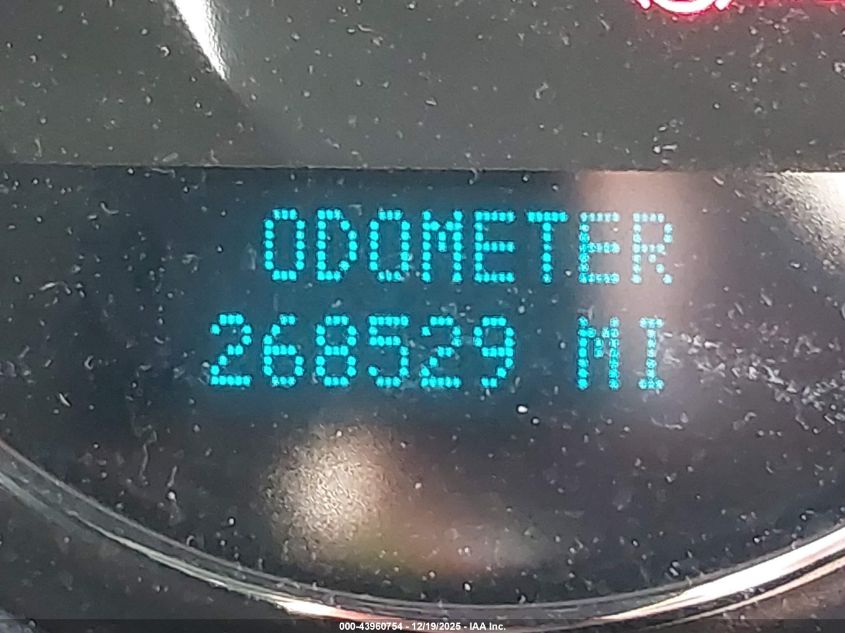 ODOMETER
268529 MI
000-43960754 - 12/19/2025 - IAA Inc.